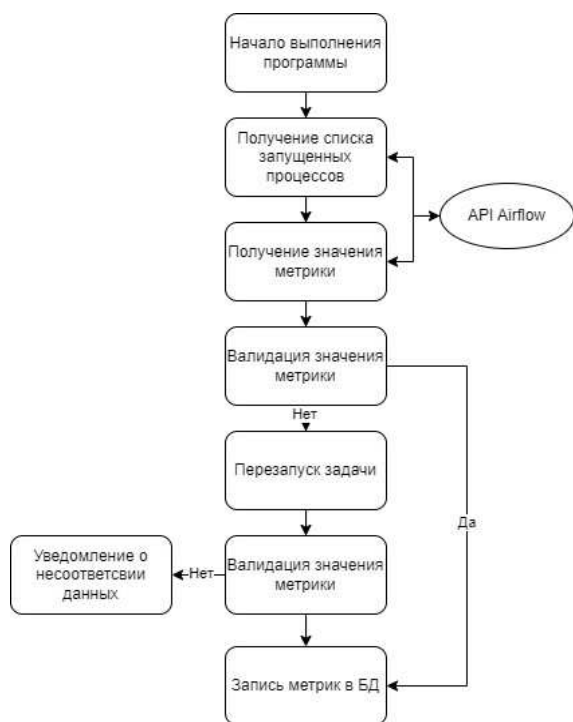 Начало выполнения
программы
Получение списка
запущенных
процессов
API Airflow
Получение значения
метрики
Валидация значения
метрики
Нет
Перезапуск задачи
Да
Уведомление о
несоответсвии
данных
Нет
Валидация значения
метрики
Запись метрик в БД